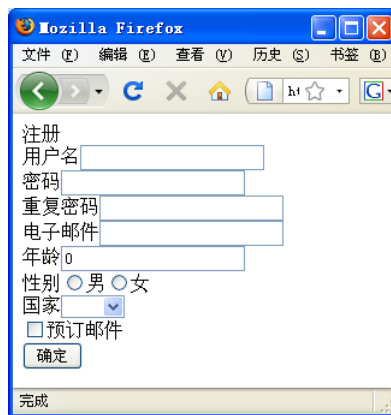 Mozilla Firefox
文件 (F) 编辑 (E) 查看 (V) 历史 (S) 书签 (B)
ht
G
注册
用户名
密码
重复密码
电子邮件
年龄 0
性别 男 女
国家
预订邮件
确定
完成